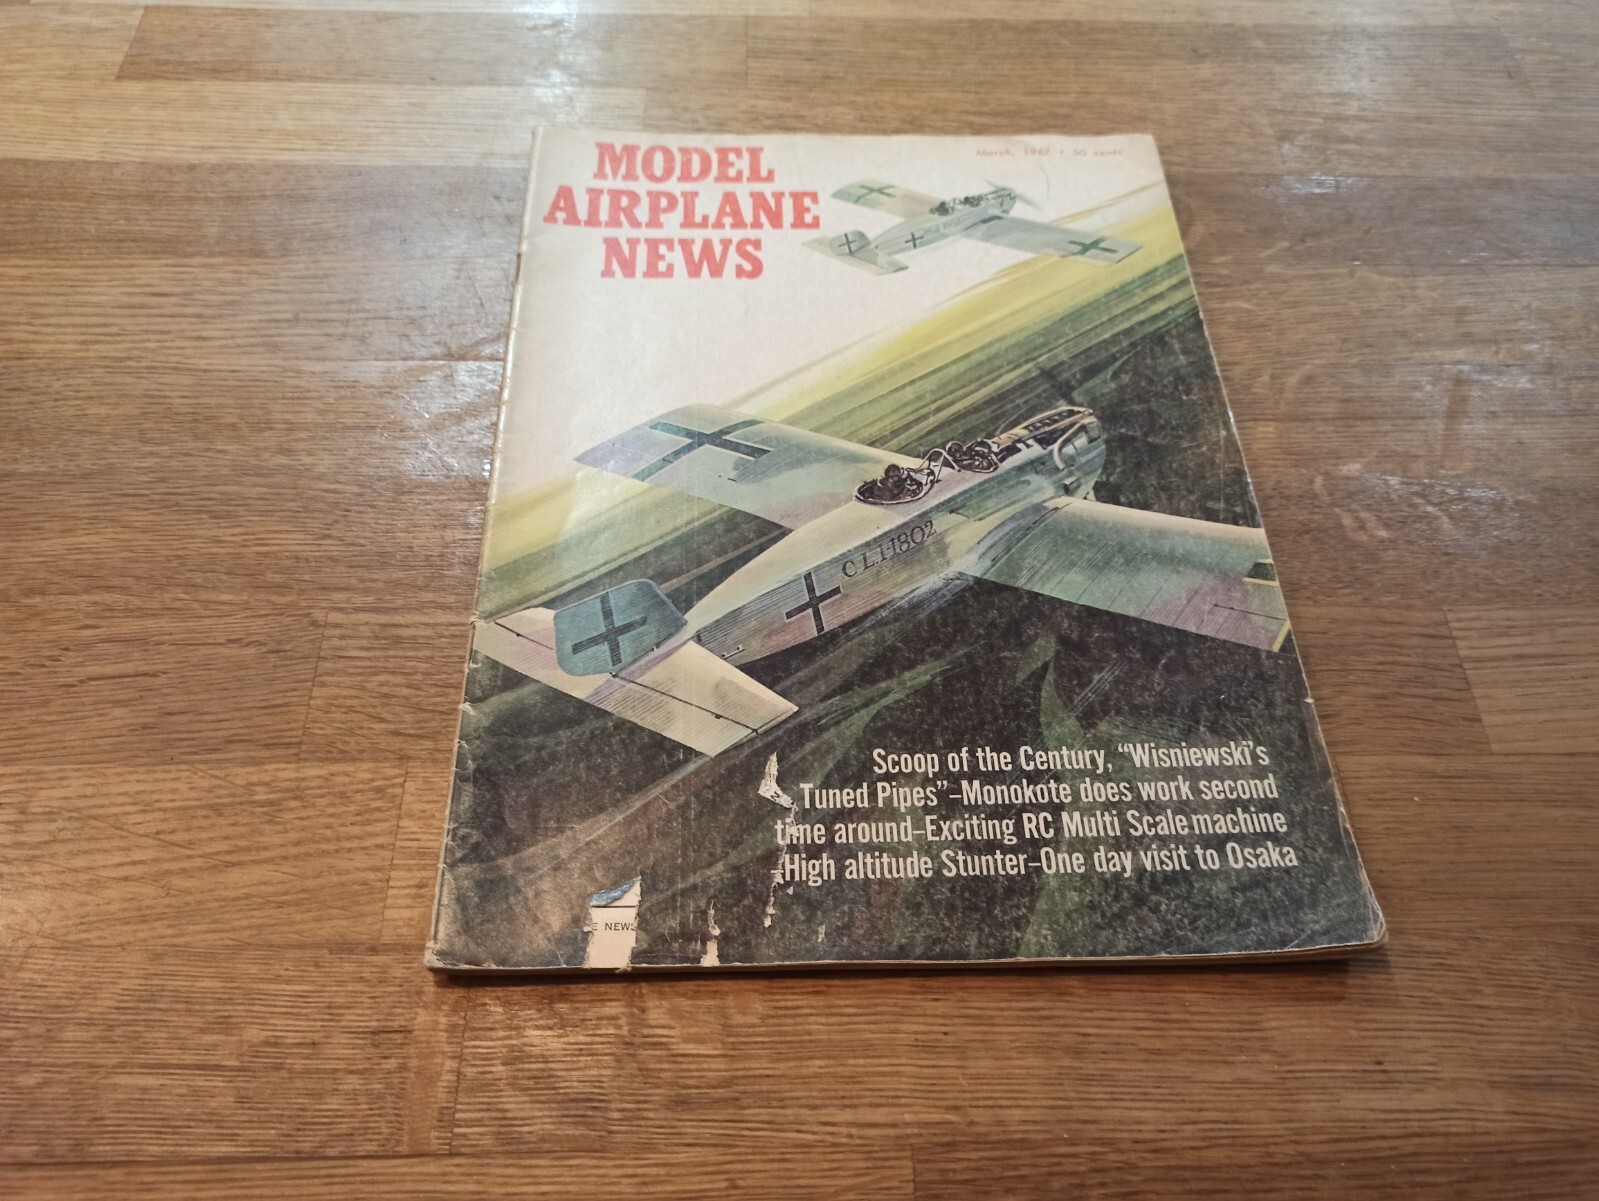 MODEL
AIRPLANE
NEWS
March, 1967 • 50 cents
C L.I-1802
Scoop of the Century, “Wisniewski's
Tuned Pipes”–Monokote does work second
time around–Exciting RC Multi Scale machine
–High altitude Stunter–One day visit to Osaka
E NEWS